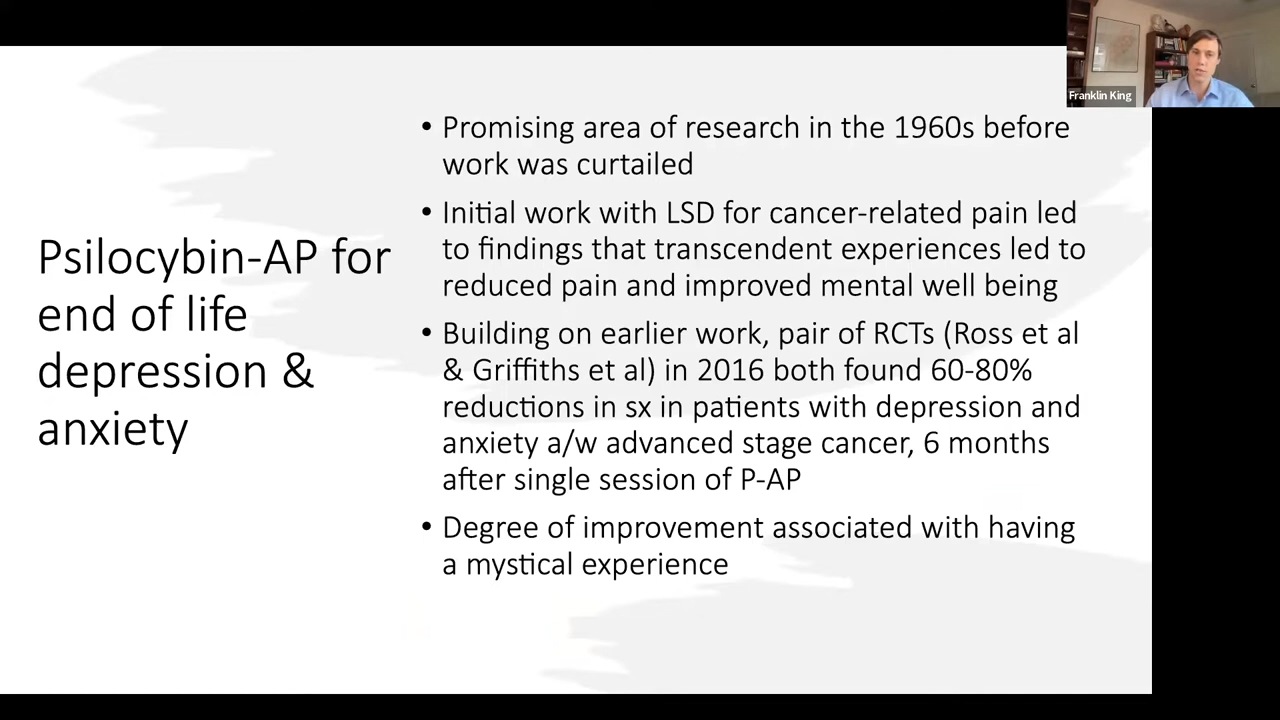 Franklin King
Psilocybin-AP for
end of life
depression &
anxiety
• Promising area of research in the 1960s before
work was curtailed
• Initial work with LSD for cancer-related pain led
to findings that transcendent experiences led to
reduced pain and improved mental well being
• Building on earlier work, pair of RCTs (Ross et al
& Griffiths et al) in 2016 both found 60-80%
reductions in sx in patients with depression and
anxiety a/w advanced stage cancer, 6 months
after single session of P-AP
• Degree of improvement associated with having
a mystical experience